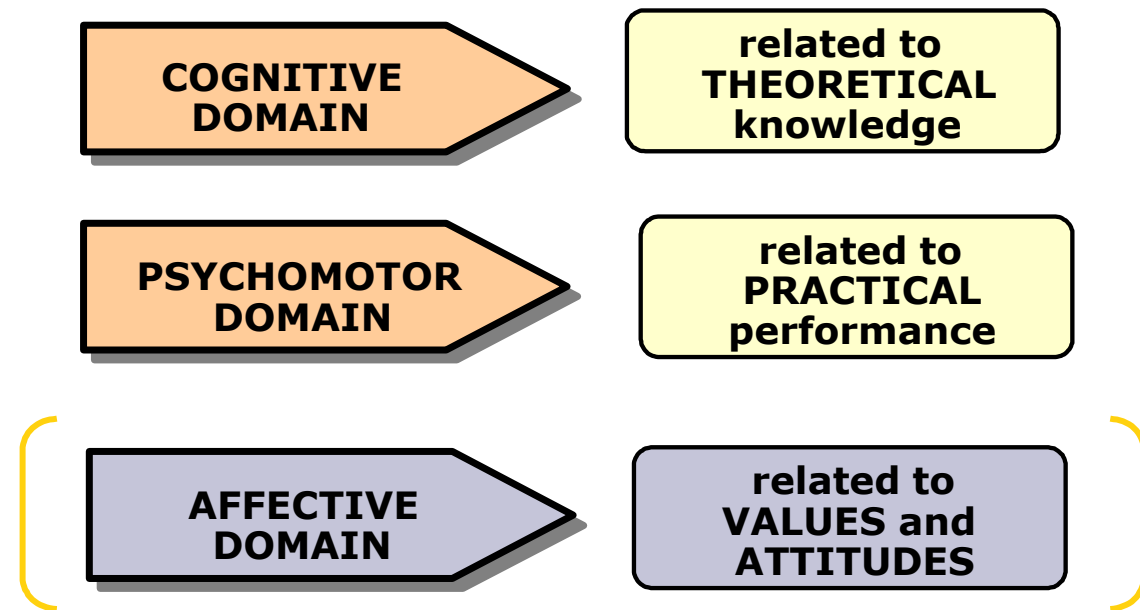 COGNITIVE
DOMAIN
related to
THEORETICAL
knowledge
PSYCHOMOTOR
DOMAIN
related to
PRACTICAL
performance
AFFECTIVE
DOMAIN
related to
VALUES and
ATTITUDES